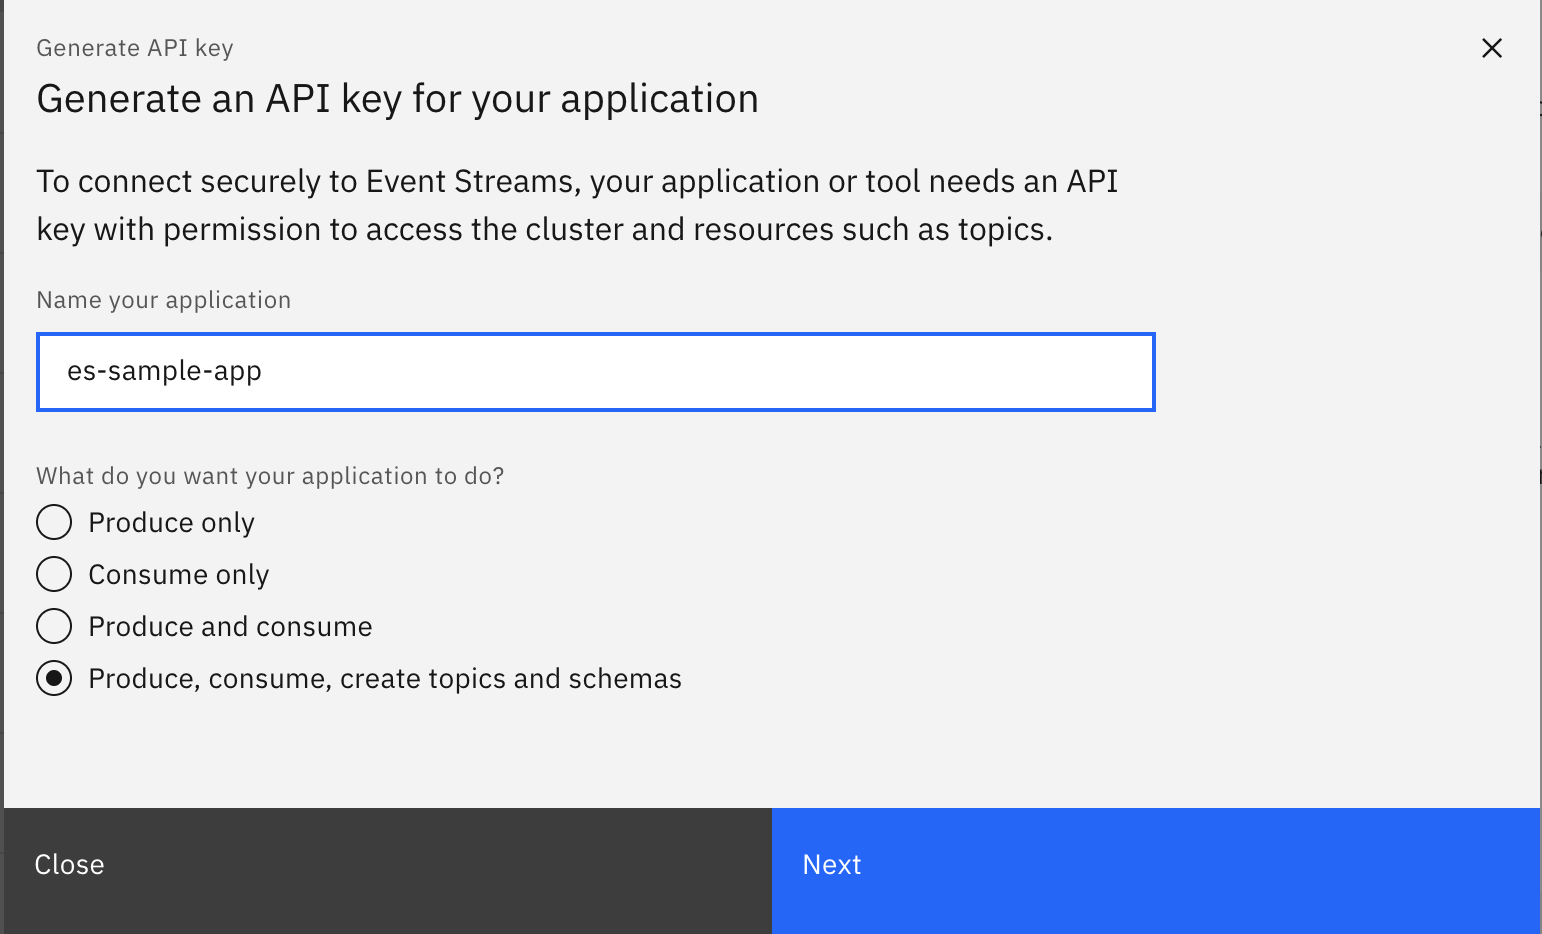 Generate API key
Generate an API key for your application
To connect securely to Event Streams, your application or tool needs an API
key with permission to access the cluster and resources such as topics.
Name your application
es-sample-app
What do you want your application to do?
Produce only
Consume only
Produce and consume
Produce, consume, create topics and schemas
Close
Next